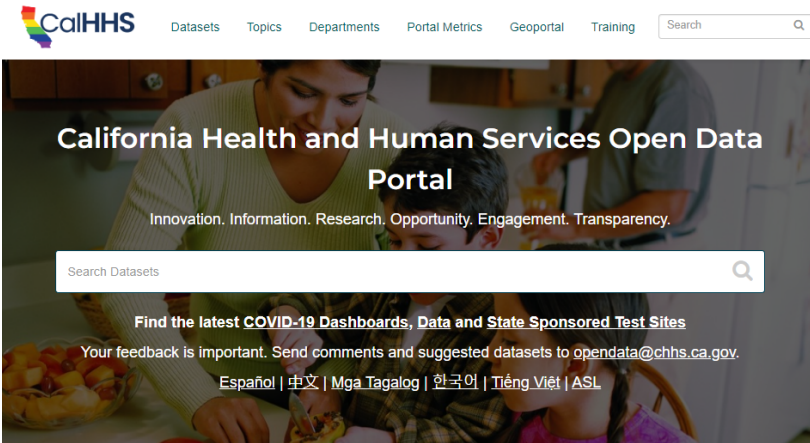 CalHHS
Datasets Topics Departments Portal Metrics Geoportal Training Search
California Health and Human Services Open Data
Portal
Innovation. Information. Research. Opportunity. Engagement. Transparency.
Search Datasets
Find the latest COVID-19 Dashboards, Data and State Sponsored Test Sites
Your feedback is important. Send comments and suggested datasets to opendata@chhs.ca.gov.
Español | 中文 | Mga Tagalog | 한국어 | Tiếng Việt | ASL